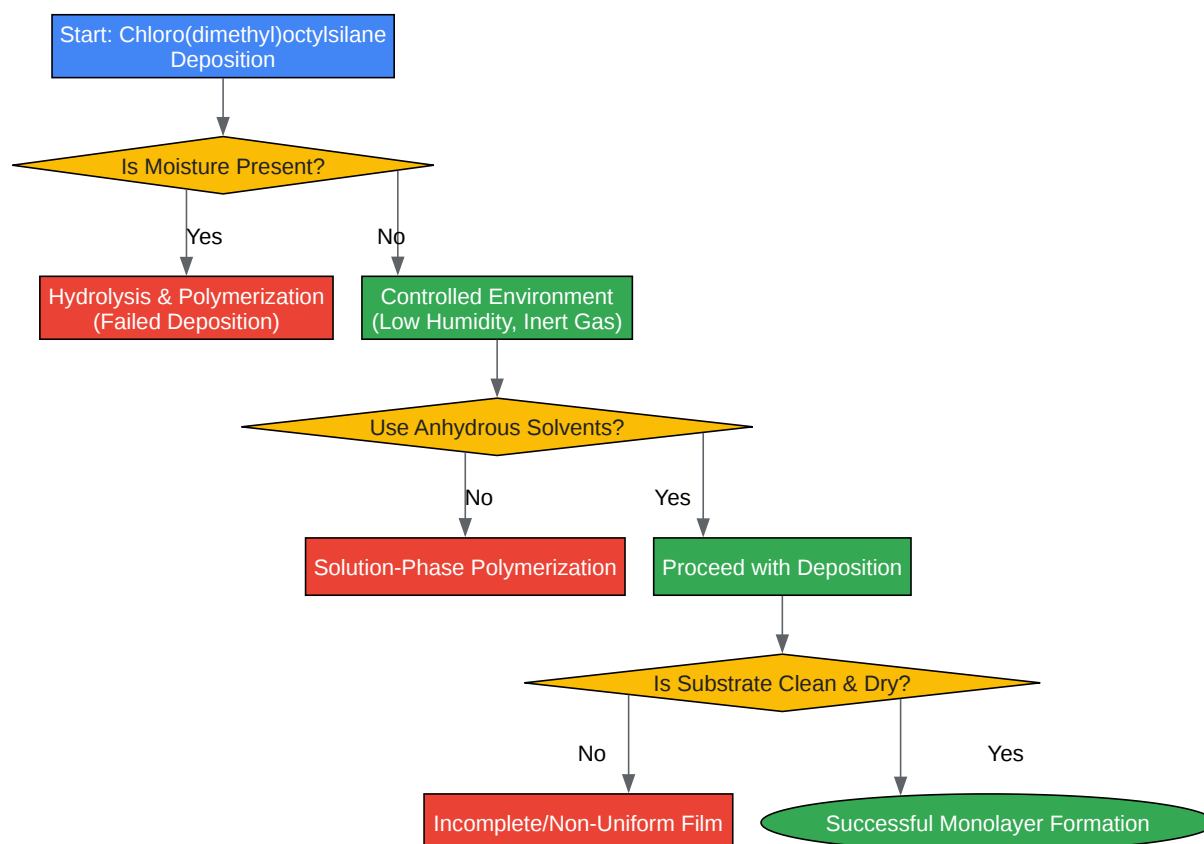 Start: Chloro(dimethyl)octylsilane
Deposition
Is Moisture Present?
Yes
No
Hydrolysis & Polymerization
(Failed Deposition)
Controlled Environment
(Low Humidity, Inert Gas)
Use Anhydrous Solvents?
No
Yes
Solution-Phase Polymerization
Proceed with Deposition
Is Substrate Clean & Dry?
No
Yes
Incomplete/Non-Uniform Film
Successful Monolayer Formation